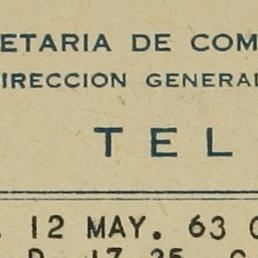 ETARIA DE COM
IRECCION GENERAL
TEL
. 12 MAY. 63